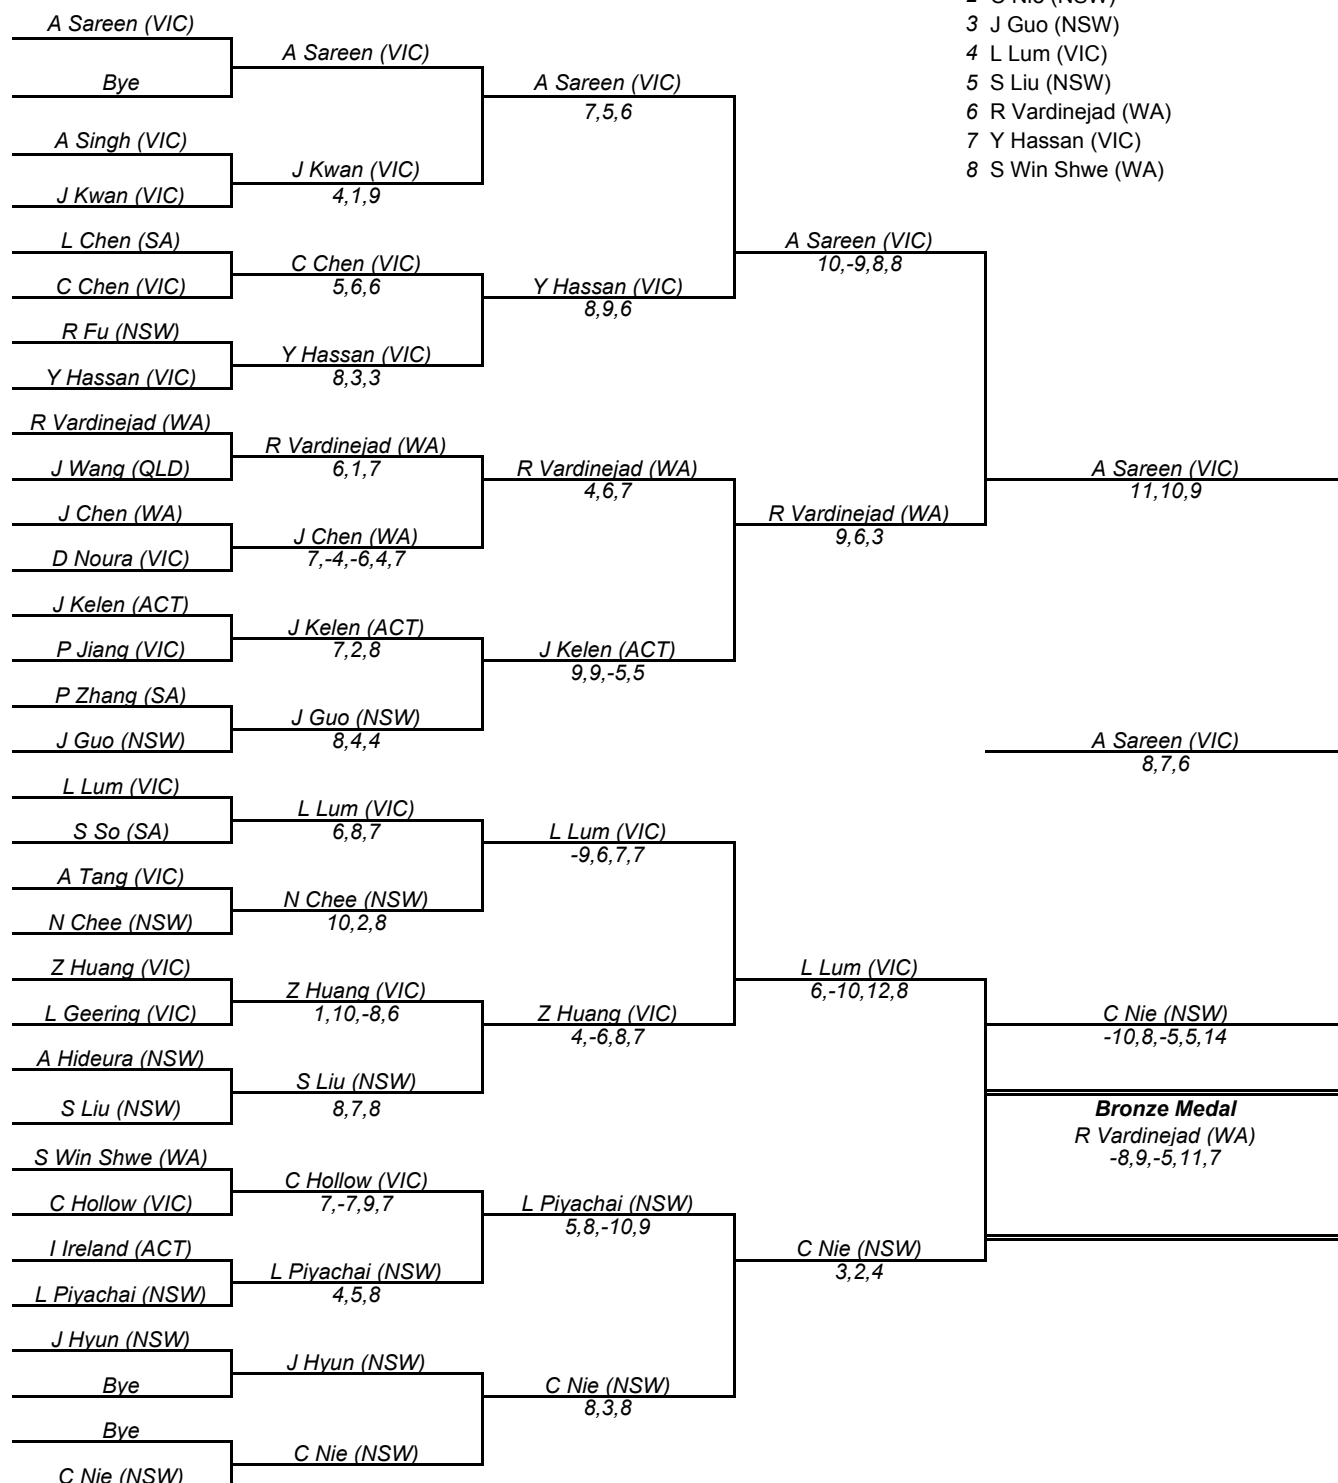 2 C Nie (NSW)
3 J Guo (NSW)
4 L Lum (VIC)
5 S Liu (NSW)
6 R Vardinejad (WA)
7 Y Hassan (VIC)
8 S Win Shwe (WA)
A Sareen (VIC)
Bye
A Singh (VIC)
J Kwan (VIC)
L Chen (SA)
C Chen (VIC)
R Fu (NSW)
Y Hassan (VIC)
R Vardinejad (WA)
J Wang (QLD)
J Chen (WA)
D Noura (VIC)
J Kelen (ACT)
P Jiang (VIC)
P Zhang (SA)
J Guo (NSW)
L Lum (VIC)
S So (SA)
A Tang (VIC)
N Chee (NSW)
Z Huang (VIC)
L Geering (VIC)
A Hideura (NSW)
S Liu (NSW)
S Win Shwe (WA)
C Hollow (VIC)
I Ireland (ACT)
L Piyachai (NSW)
J Hyun (NSW)
Bye
Bye
C Nie (NSW)
A Sareen (VIC)
J Kwan (VIC)
4,1,9
C Chen (VIC)
5,6,6
Y Hassan (VIC)
8,3,3
R Vardinejad (WA)
6,1,7
J Chen (WA)
7,-4,-6,4,7
J Kelen (ACT)
7,2,8
J Guo (NSW)
8,4,4
L Lum (VIC)
6,8,7
N Chee (NSW)
10,2,8
Z Huang (VIC)
1,10,-8,6
S Liu (NSW)
8,7,8
C Hollow (VIC)
7,-7,9,7
L Piyachai (NSW)
4,5,8
J Hyun (NSW)
C Nie (NSW)
A Sareen (VIC)
7,5,6
Y Hassan (VIC)
8,9,6
R Vardinejad (WA)
4,6,7
J Kelen (ACT)
9,9,-5,5
L Lum (VIC)
-9,6,7,7
Z Huang (VIC)
4,-6,8,7
L Piyachai (NSW)
5,8,-10,9
C Nie (NSW)
8,3,8
A Sareen (VIC)
10,-9,8,8
R Vardinejad (WA)
9,6,3
L Lum (VIC)
6,-10,12,8
C Nie (NSW)
3,2,4
A Sareen (VIC)
11,10,9
A Sareen (VIC)
8,7,6
C Nie (NSW)
-10,8,-5,5,14
Bronze Medal
R Vardinejad (WA)
-8,9,-5,11,7